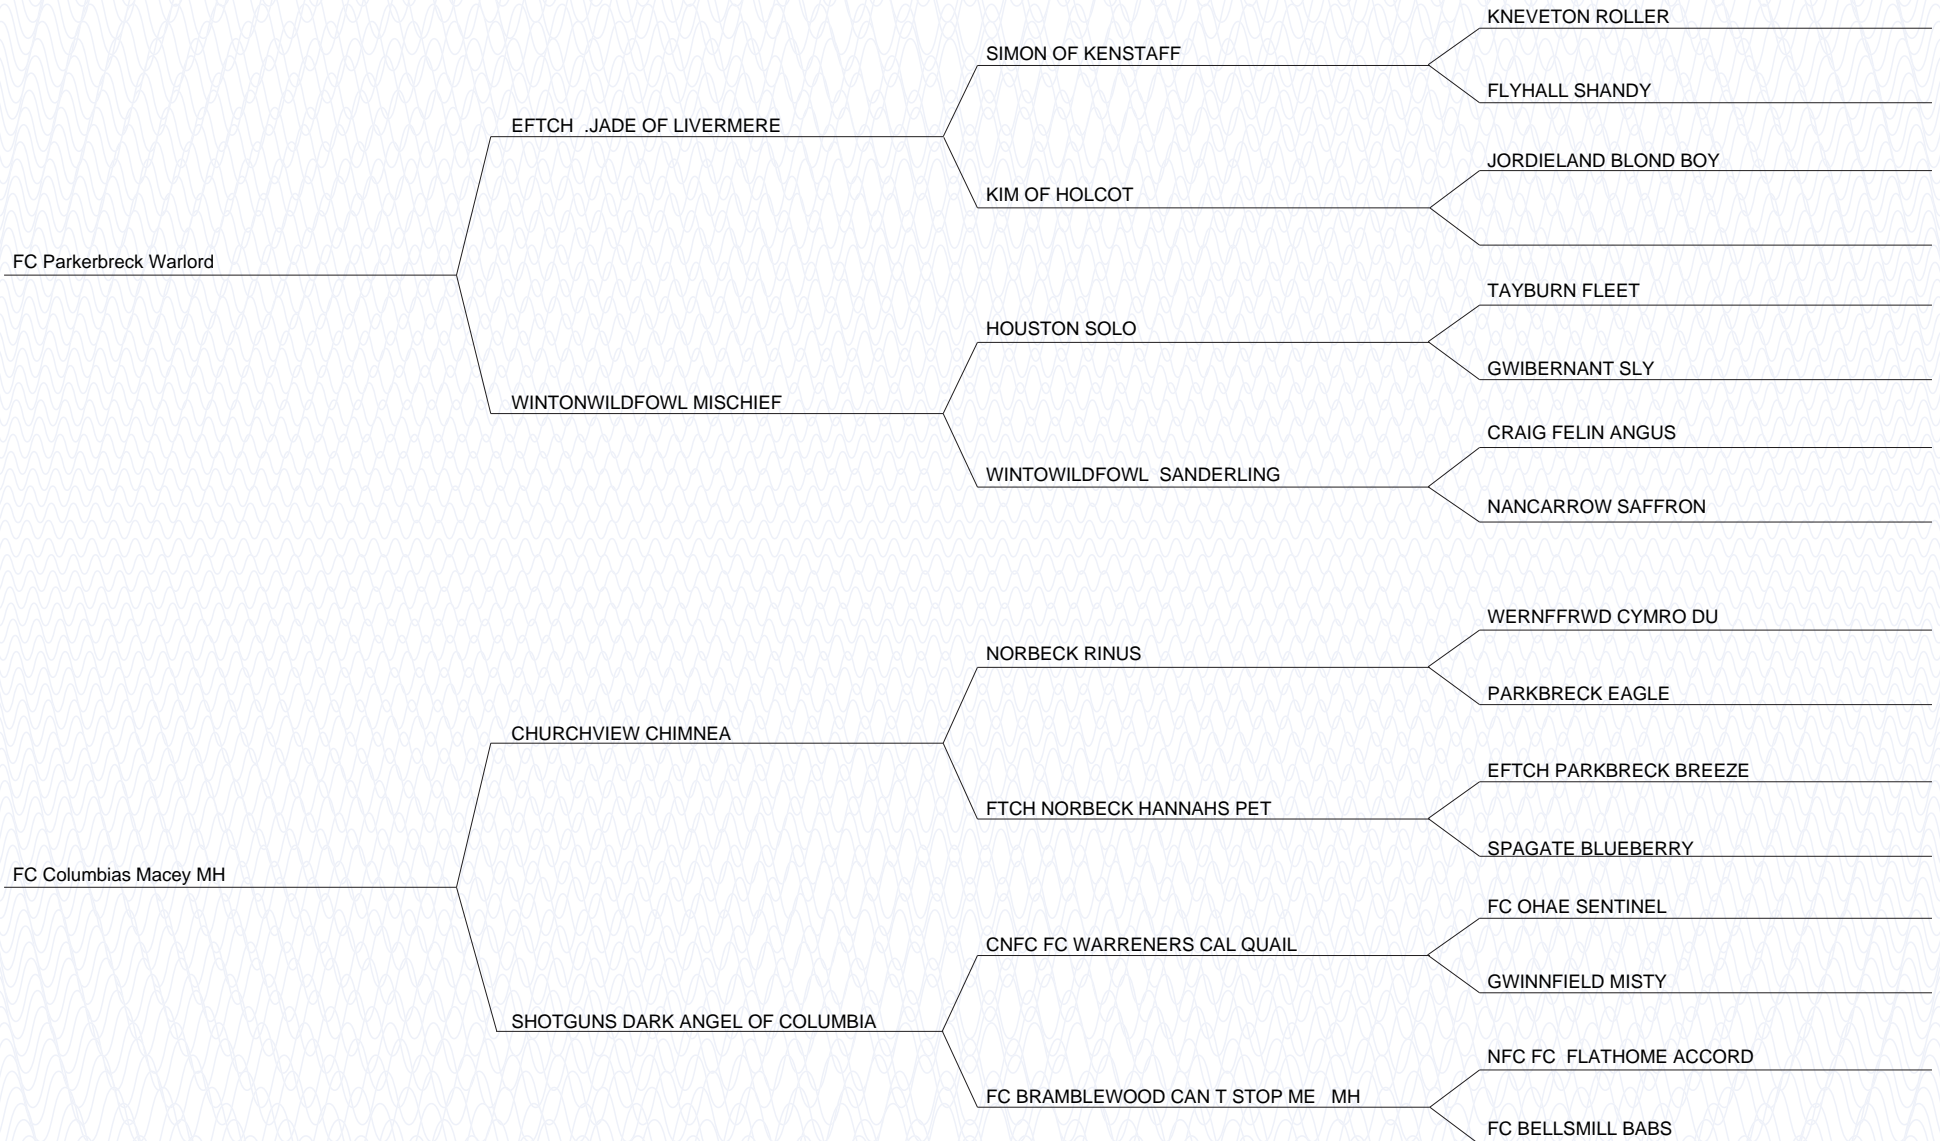 KNEVETON ROLLER
SIMON OF KENSTAFF
FLYHALL SHANDY
EFTCH  .JADE OF LIVERMERE
JORDIELAND BLOND BOY
KIM OF HOLCOT
FC Parkerbreck Warlord
TAYBURN FLEET
HOUSTON SOLO
GWIBERNANT SLY
WINTONWILDFOWL MISCHIEF
CRAIG FELIN ANGUS
WINTOWILDFOWL  SANDERLING
NANCARROW SAFFRON
WERNFFRWD CYMRO DU
NORBECK RINUS
PARKBRECK EAGLE
CHURCHVIEW CHIMNEA
EFTCH PARKBRECK BREEZE
FTCH NORBECK HANNAHS PET
SPAGATE BLUEBERRY
FC Columbias Macey MH
FC OHAE SENTINEL
CNFC FC WARRENERS CAL QUAIL
GWINNFIELD MISTY
SHOTGUNS DARK ANGEL OF COLUMBIA
NFC FC  FLATHOME ACCORD
FC BRAMBLEWOOD CAN T STOP ME   MH
FC BELLSMILL BABS